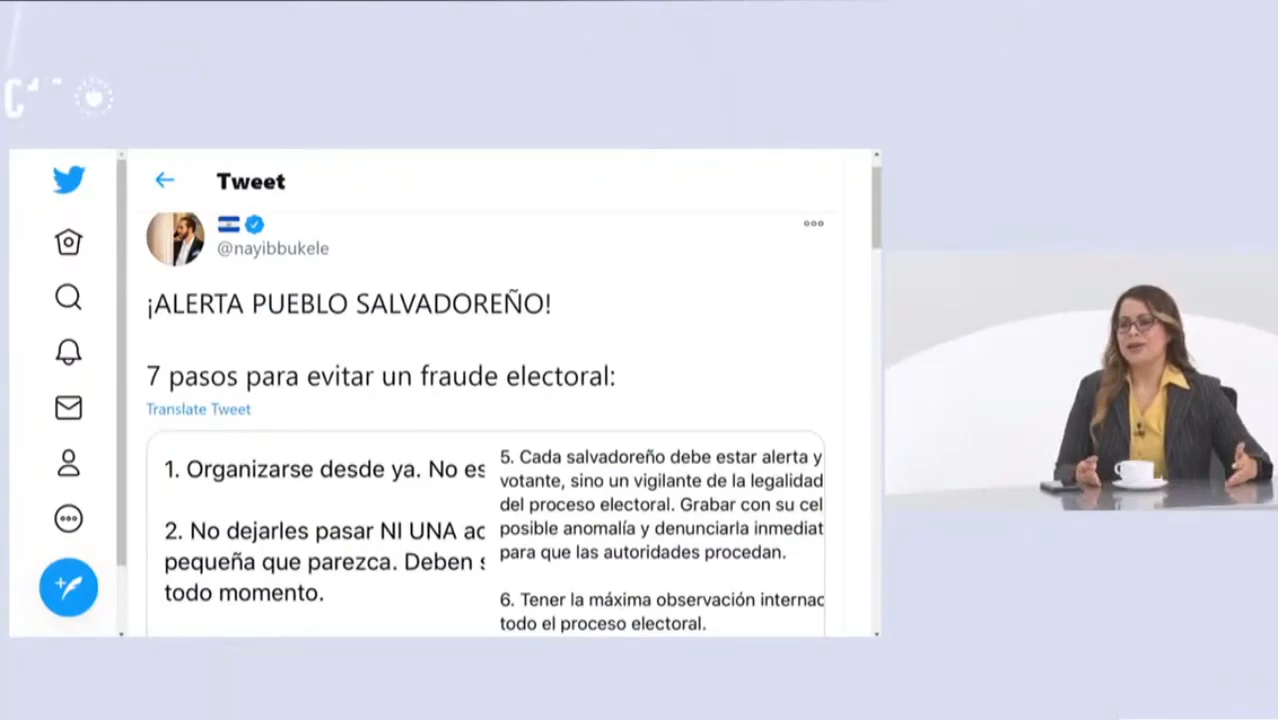 Tweet
@nayibbukele
¡ALERTA PUEBLO SALVADOREÑO!
7 pasos para evitar un fraude electoral:
Translate Tweet
1. Organizarse desde ya. No es
2. No dejarles pasar NI UNA
pequeña que parezca. Deben
todo momento.
5. Cada salvadoreño debe estar alerta y
votante, sino un vigilante de la legalidad
del proceso electoral. Grabar con su cel
posible anomalía y denunciarla inmediat
para que las autoridades procedan.
6. Tener la máxima observación internac
todo el proceso electoral.